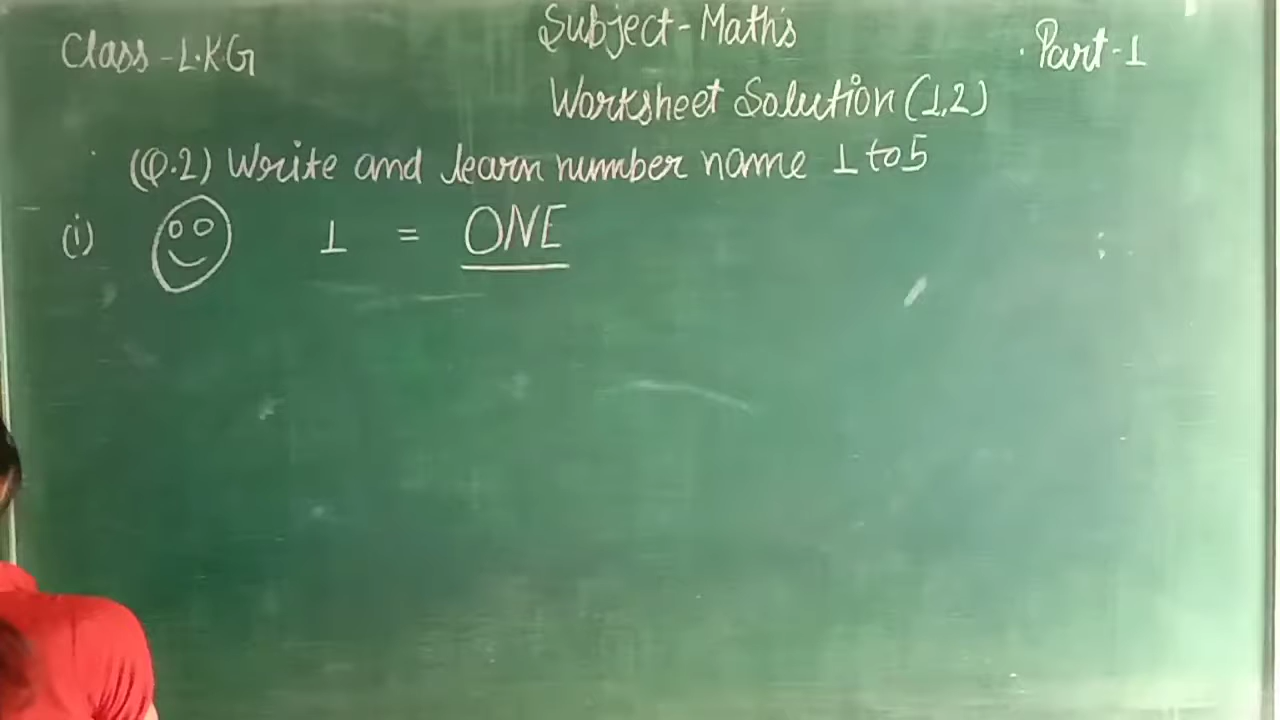 Class - L.K.G
Subject - Maths
Part - 1
Worksheet Solution (1,2)
(Q.2) Write and learn number name 1 to 5
(i) 1 = ONE